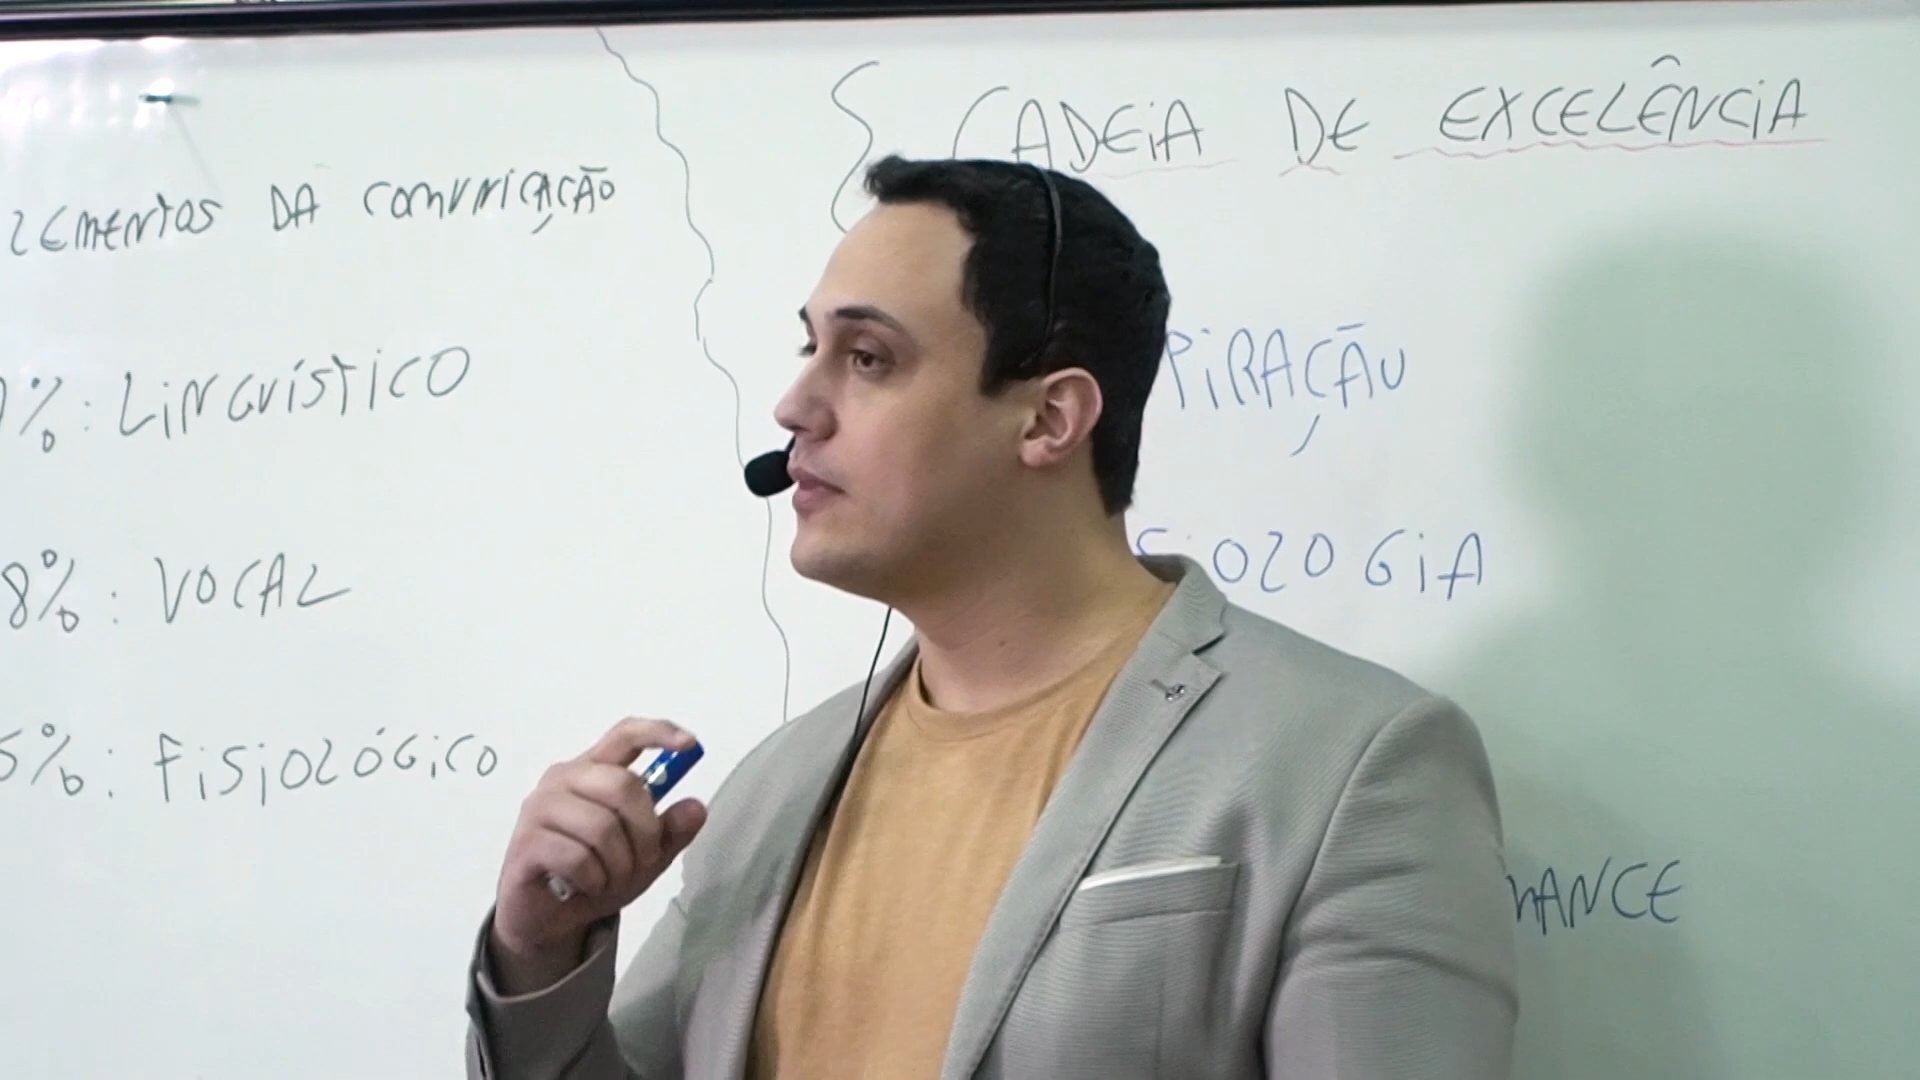 CADEIA DE EXCELÊNCIA
LEMENTOS DA COMUNICAÇÃO
%: LINGUÍSTICO
PIRAÇÃO
8%: VOCAL
SIOLOGIA
5%: FISIOLÓGICO
MANCE